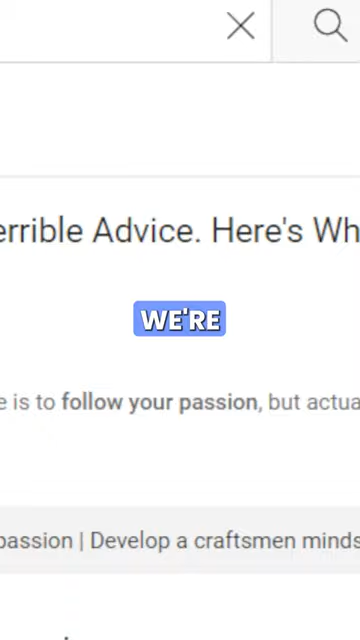 errible Advice. Here's Wh
WE'RE
e is to follow your passion, but actua
passion | Develop a craftsmen minds